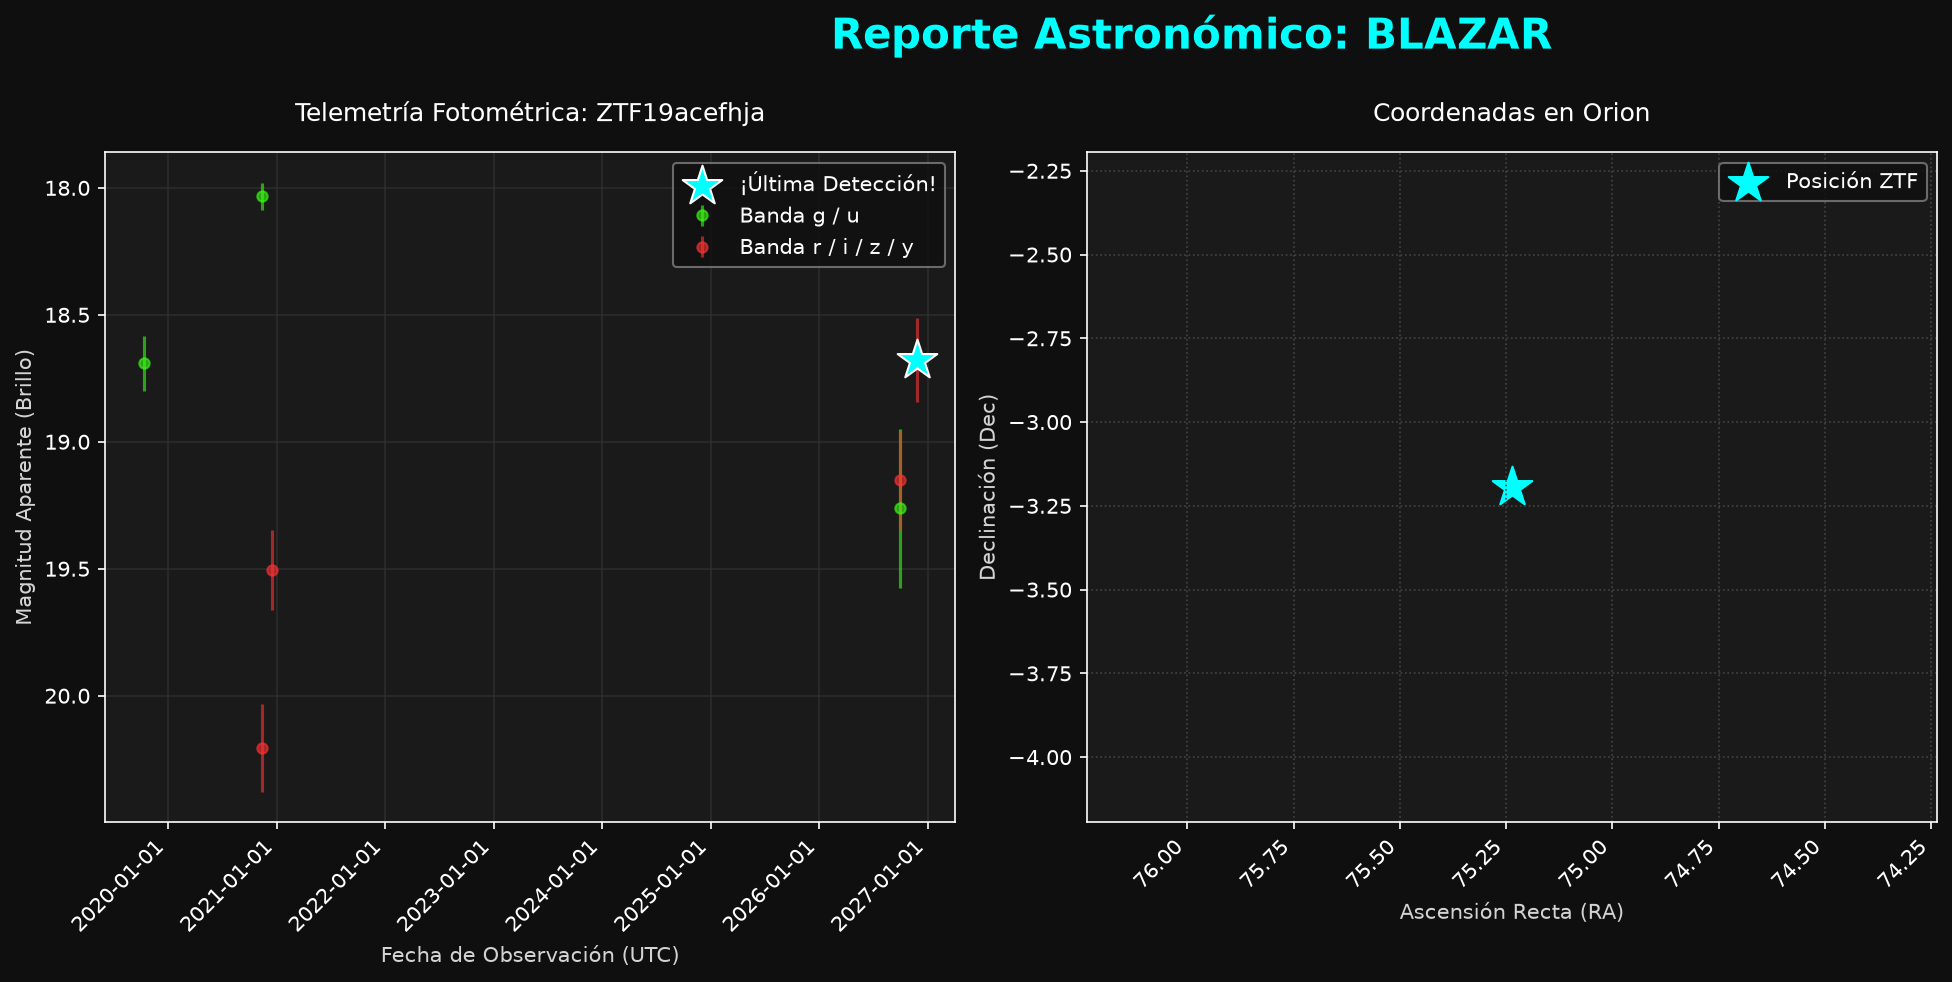 Reporte Astronómico: BLAZAR
Telemetría Fotométrica: ZTF19acefhja
¡Última Detección!
Banda g / u
Banda r / i / z / y
Magnitud Aparente (Brillo)
18.0
18.5
19.0
19.5
20.0
2020-01-01
2021-01-01
2022-01-01
2023-01-01
2024-01-01
2025-01-01
2026-01-01
2027-01-01
Fecha de Observación (UTC)
Coordenadas en Orion
Posición ZTF
Declinación (Dec)
−2.25
−2.50
−2.75
−3.00
−3.25
−3.50
−3.75
−4.00
76.00
75.75
75.50
75.25
75.00
74.75
74.50
74.25
Ascensión Recta (RA)